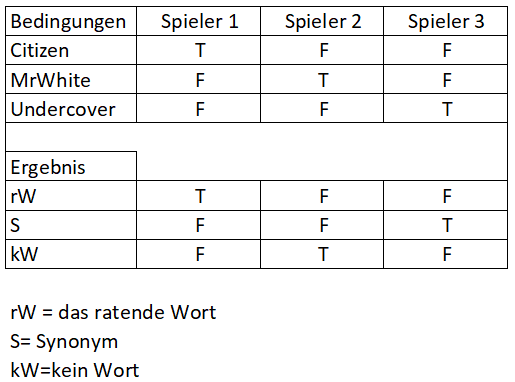 Bedingungen Spieler 1 Spieler 2 Spieler 3
Citizen T F F
MrWhite F T F
Undercover F F T
Ergebnis
rW T F F
S F F T
kW F T F
rW = das ratende Wort
S= Synonym
kW=kein Wort